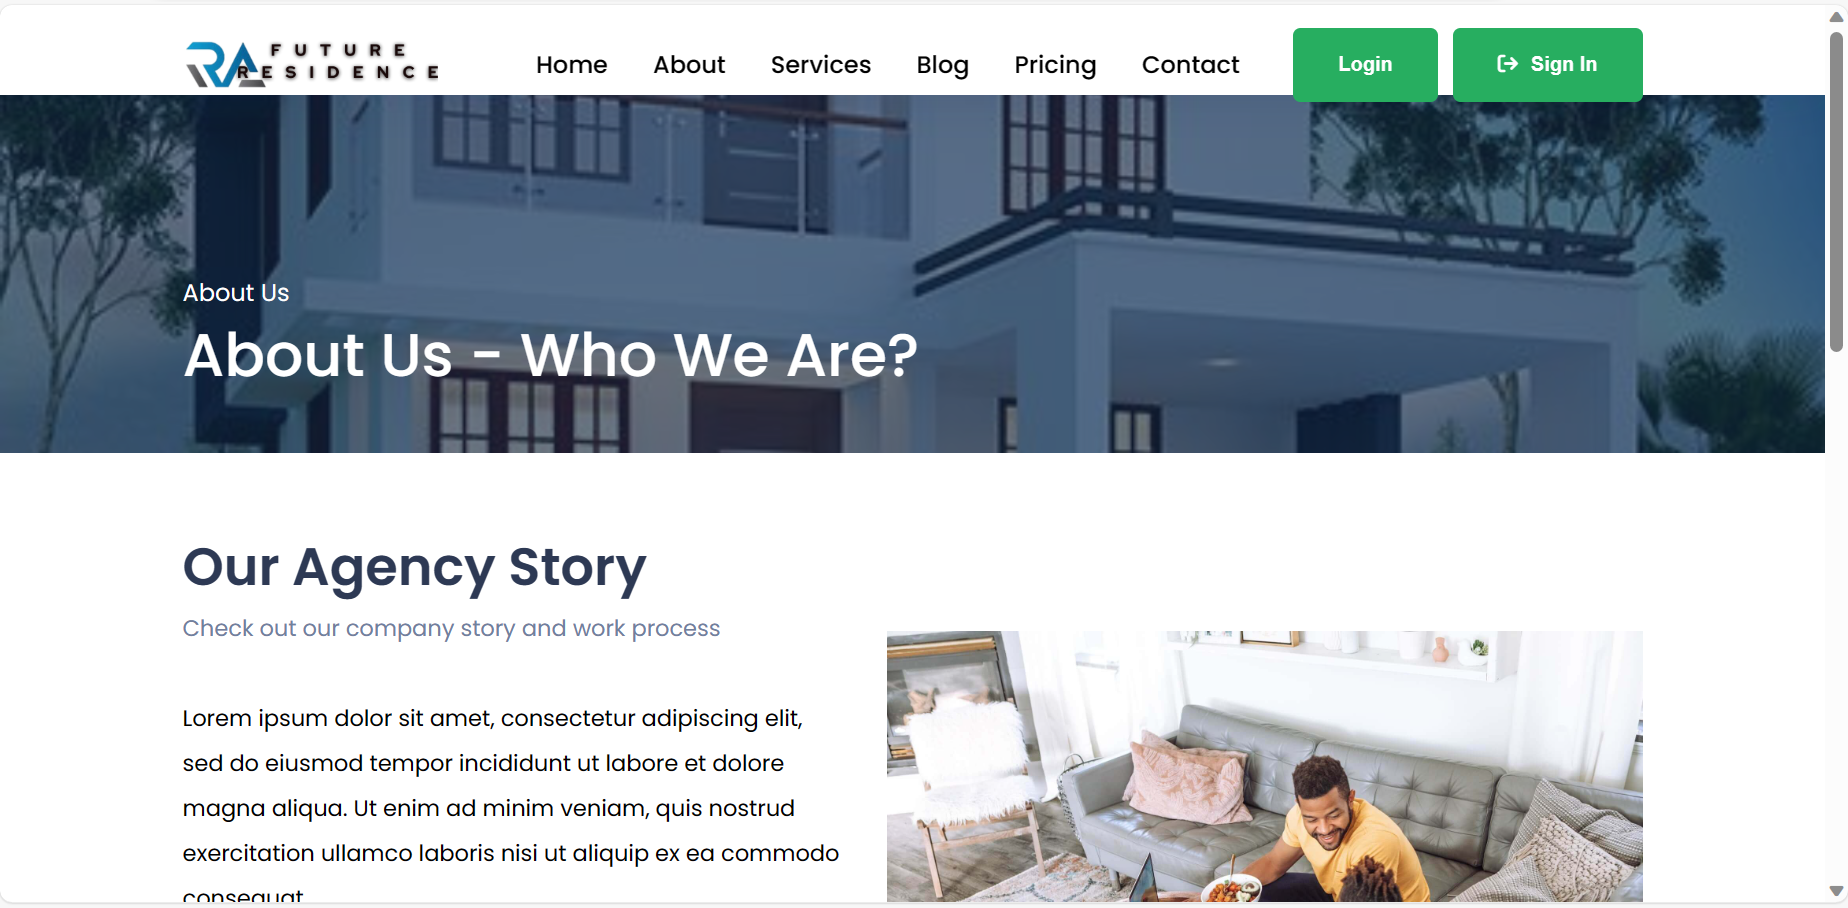 FUTURE
RESIDENCE
Home About Services Blog Pricing Contact Login Sign In
About Us
About Us - Who We Are?
Our Agency Story
Check out our company story and work process
Lorem ipsum dolor sit amet, consectetur adipiscing elit,
sed do eiusmod tempor incididunt ut labore et dolore
magna aliqua. Ut enim ad minim veniam, quis nostrud
exercitation ullamco laboris nisi ut aliquip ex ea commodo
consequat